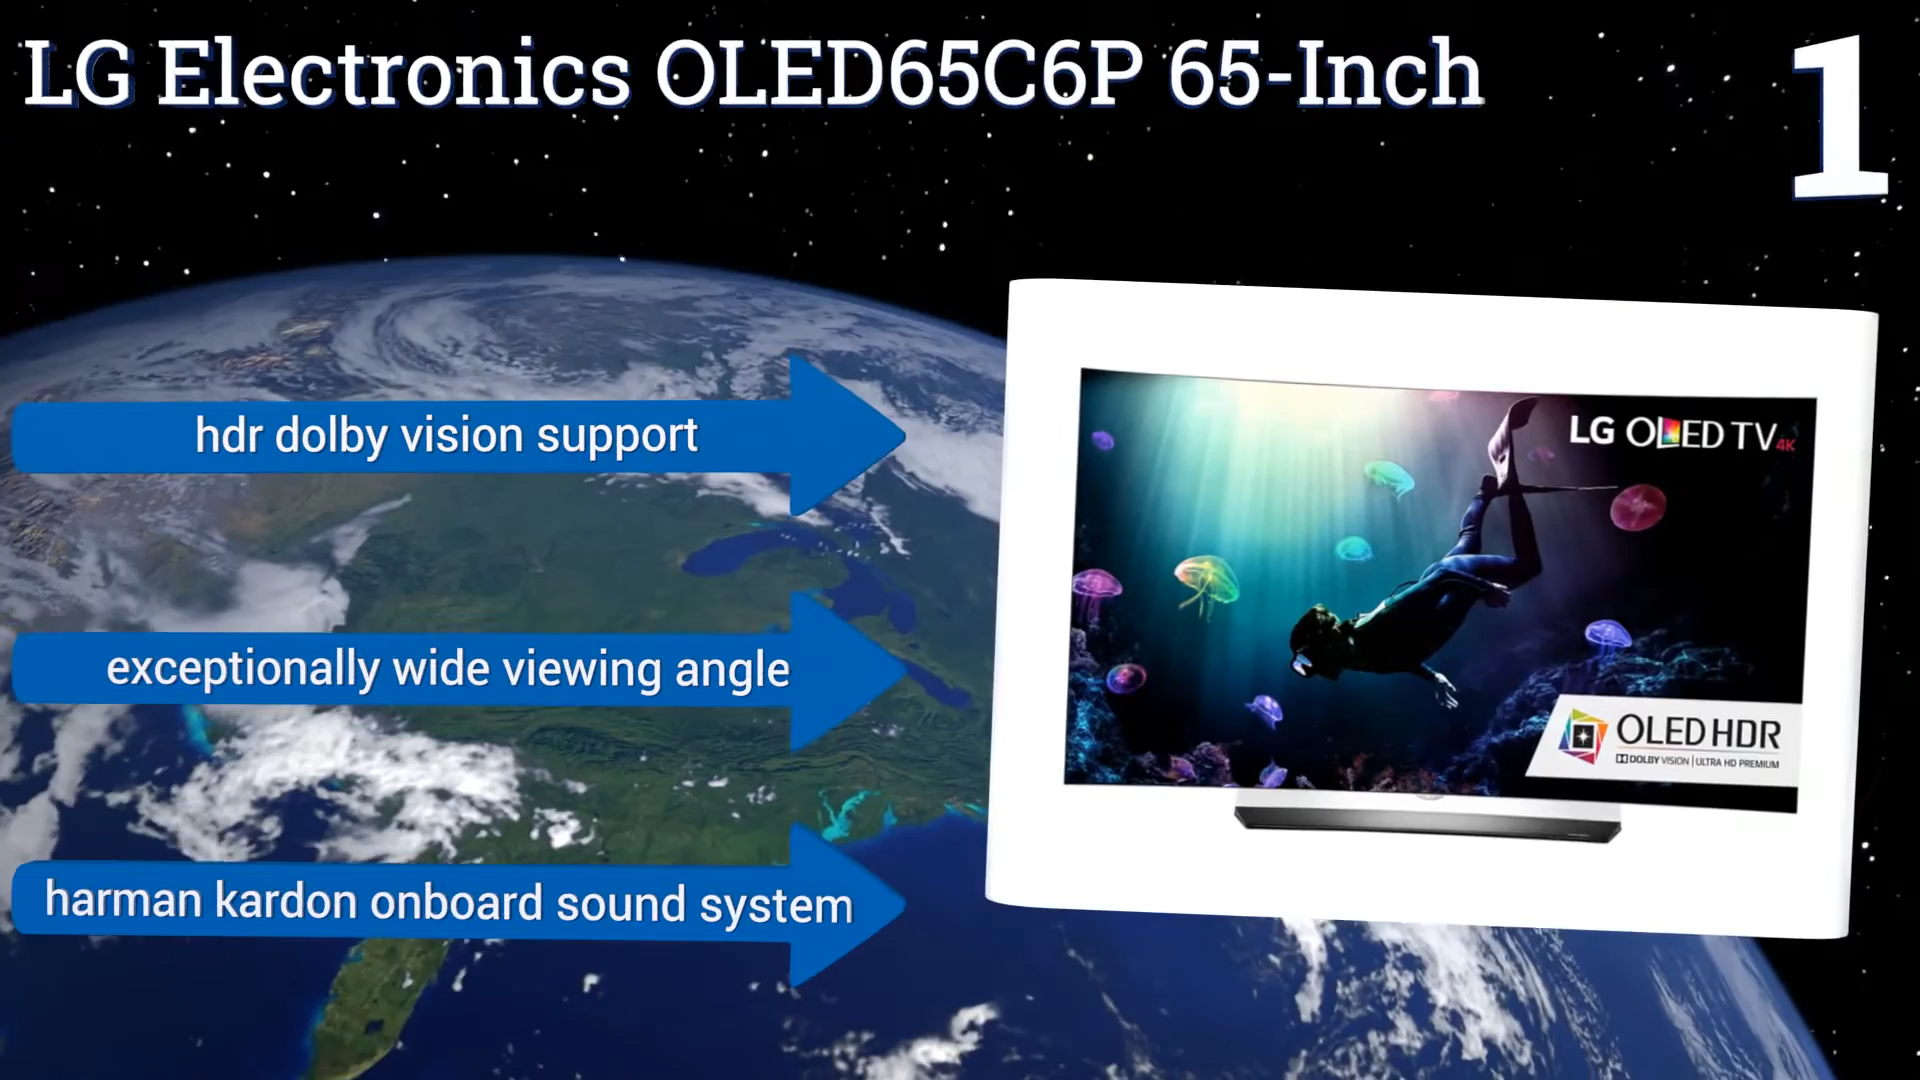 LG Electronics OLED65C6P 65-Inch
1
hdr dolby vision support
exceptionally wide viewing angle
harman kardon onboard sound system
LG OLED TV 4K
OLED HDR
DOLBY VISION | ULTRA HD PREMIUM